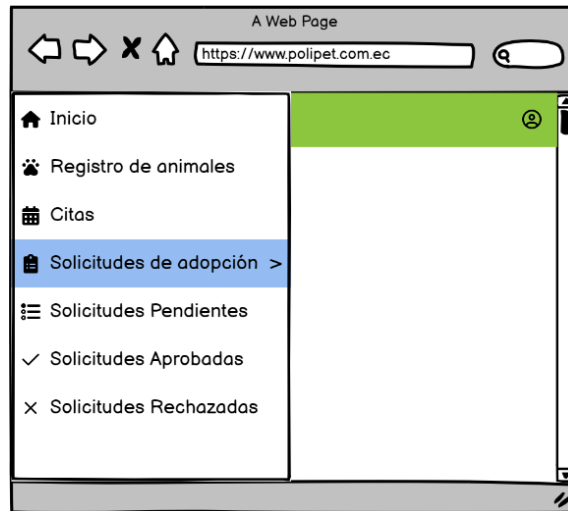 A Web Page
https://www.polipet.com.ec
Inicio
Registro de animales
Citas
Solicitudes de adopción >
Solicitudes Pendientes
Solicitudes Aprobadas
Solicitudes Rechazadas